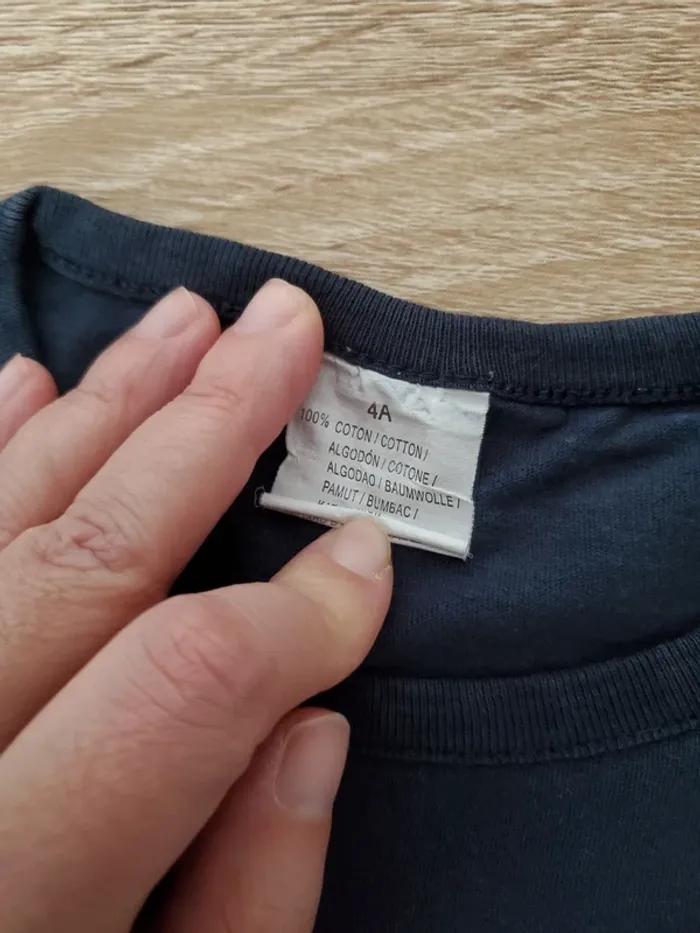 4A
100% COTON / COTTON /
ALGODÓN / COTONE /
ALGODAO / BAUMWOLLE /
PAMUT / BUMBAC /